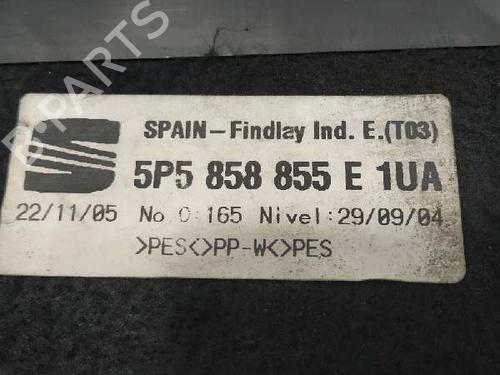 SPAIN-Findlay Ind. E.(T03)
5P5 858 855 E 1UA
22/11/05 No O:165 Nivel:29/09/04
>PES<>PP-W<>PES
B-PARTS